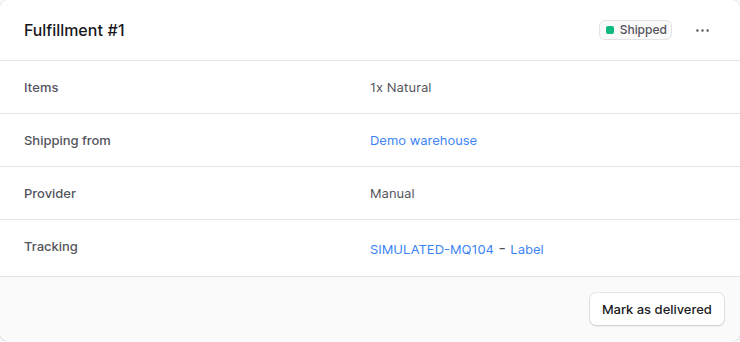 Fulfillment #1
Shipped
Items
1x Natural
Shipping from
Demo warehouse
Provider
Manual
Tracking
SIMULATED-MQ104 - Label
Mark as delivered